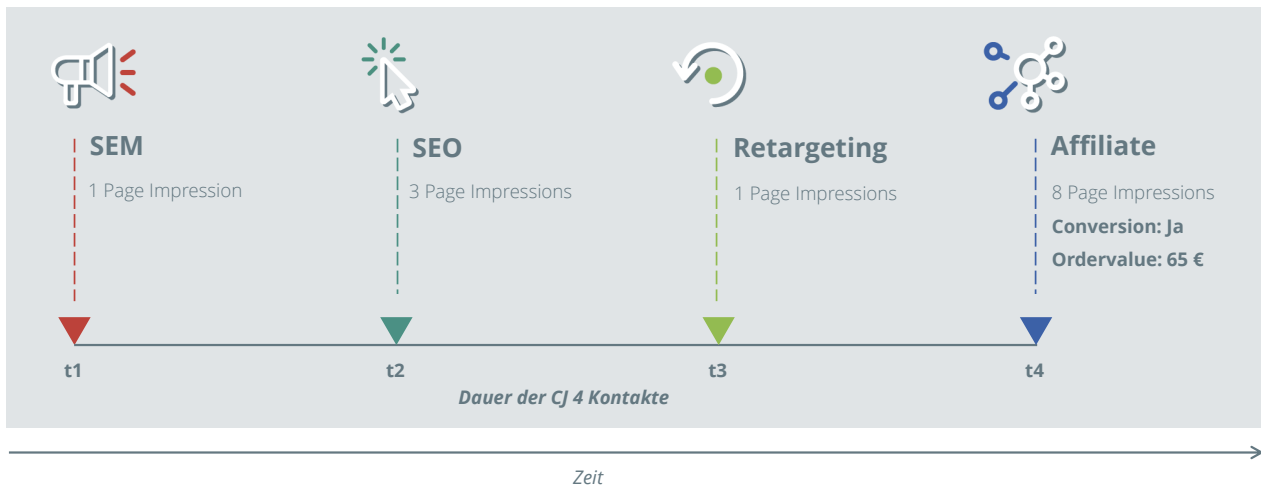 SEM
1 Page Impression
SEO
3 Page Impressions
Retargeting
1 Page Impressions
Affiliate
8 Page Impressions
Conversion: Ja
Ordervalue: 65 €
t1
t2
t3
t4
Dauer der CJ 4 Kontakte
Zeit